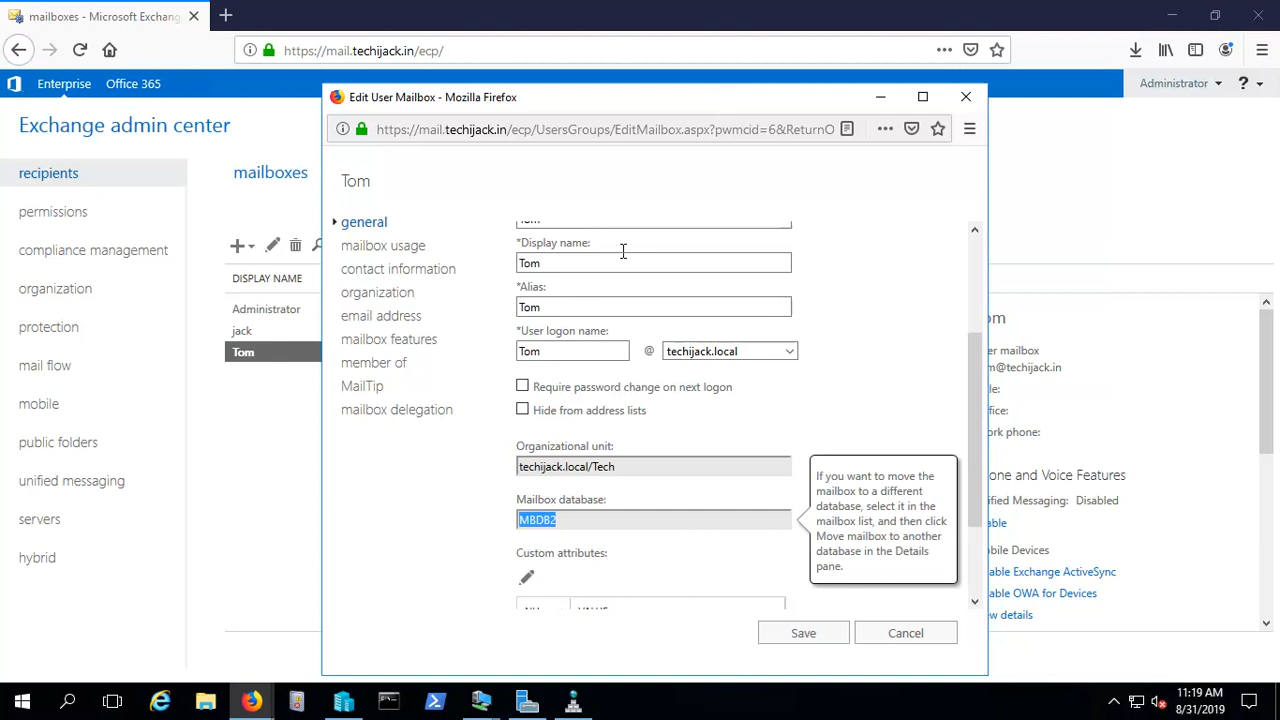 mailboxes - Microsoft Exchang
https://mail.techijack.in/ecp/
Enterprise Office 365
Administrator ?
Exchange admin center
recipients
permissions
compliance management
organization
protection
mail flow
mobile
public folders
unified messaging
servers
hybrid
mailboxes
DISPLAY NAME
Administrator
jack
Tom
Edit User Mailbox - Mozilla Firefox
https://mail.techijack.in/ecp/UsersGroups/EditMailbox.aspx?pwmcid=6&ReturnO
Tom
general
mailbox usage
contact information
organization
email address
mailbox features
member of
MailTip
mailbox delegation
*Display name:
Tom
*Alias:
Tom
*User logon name:
Tom @ techijack.local
Require password change on next logon
Hide from address lists
Organizational unit:
techijack.local/Tech
Mailbox database:
MBDB2
Custom attributes:
VALUE
If you want to move the
mailbox to a different
database, select it in the
mailbox list, and then click
Move mailbox to another
database in the Details
pane.
Save Cancel
om
er mailbox
m@techijack.in
le:
fice:
ork phone:
one and Voice Features
ified Messaging: Disabled
able
bile Devices
able Exchange ActiveSync
able OWA for Devices
ew details
11:19 AM
8/31/2019